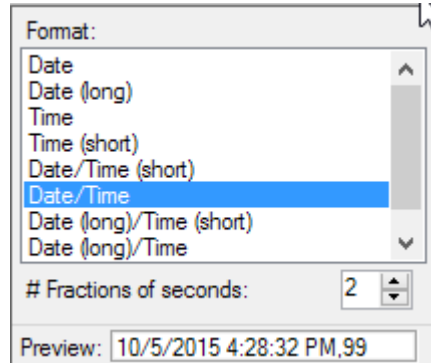 Format:
Date
Date (long)
Time
Time (short)
Date/Time (short)
Date/Time
Date (long)/Time (short)
Date (long)/Time
# Fractions of seconds: 2
Preview: 10/5/2015 4:28:32 PM,99